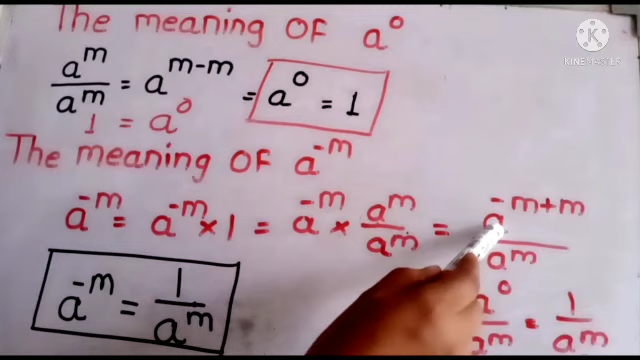 The meaning of a⁰
KINEMASTER
aᵐ/aᵐ = aᵐ⁻ᵐ = a⁰ = 1
1 = a⁰
The meaning of a⁻ᵐ
a⁻ᵐ = a⁻ᵐ × 1 = a⁻ᵐ × aᵐ/aᵐ = a⁻ᵐ⁺ᵐ/aᵐ
a⁻ᵐ = 1/aᵐ
a⁰/aᵐ = 1/aᵐ